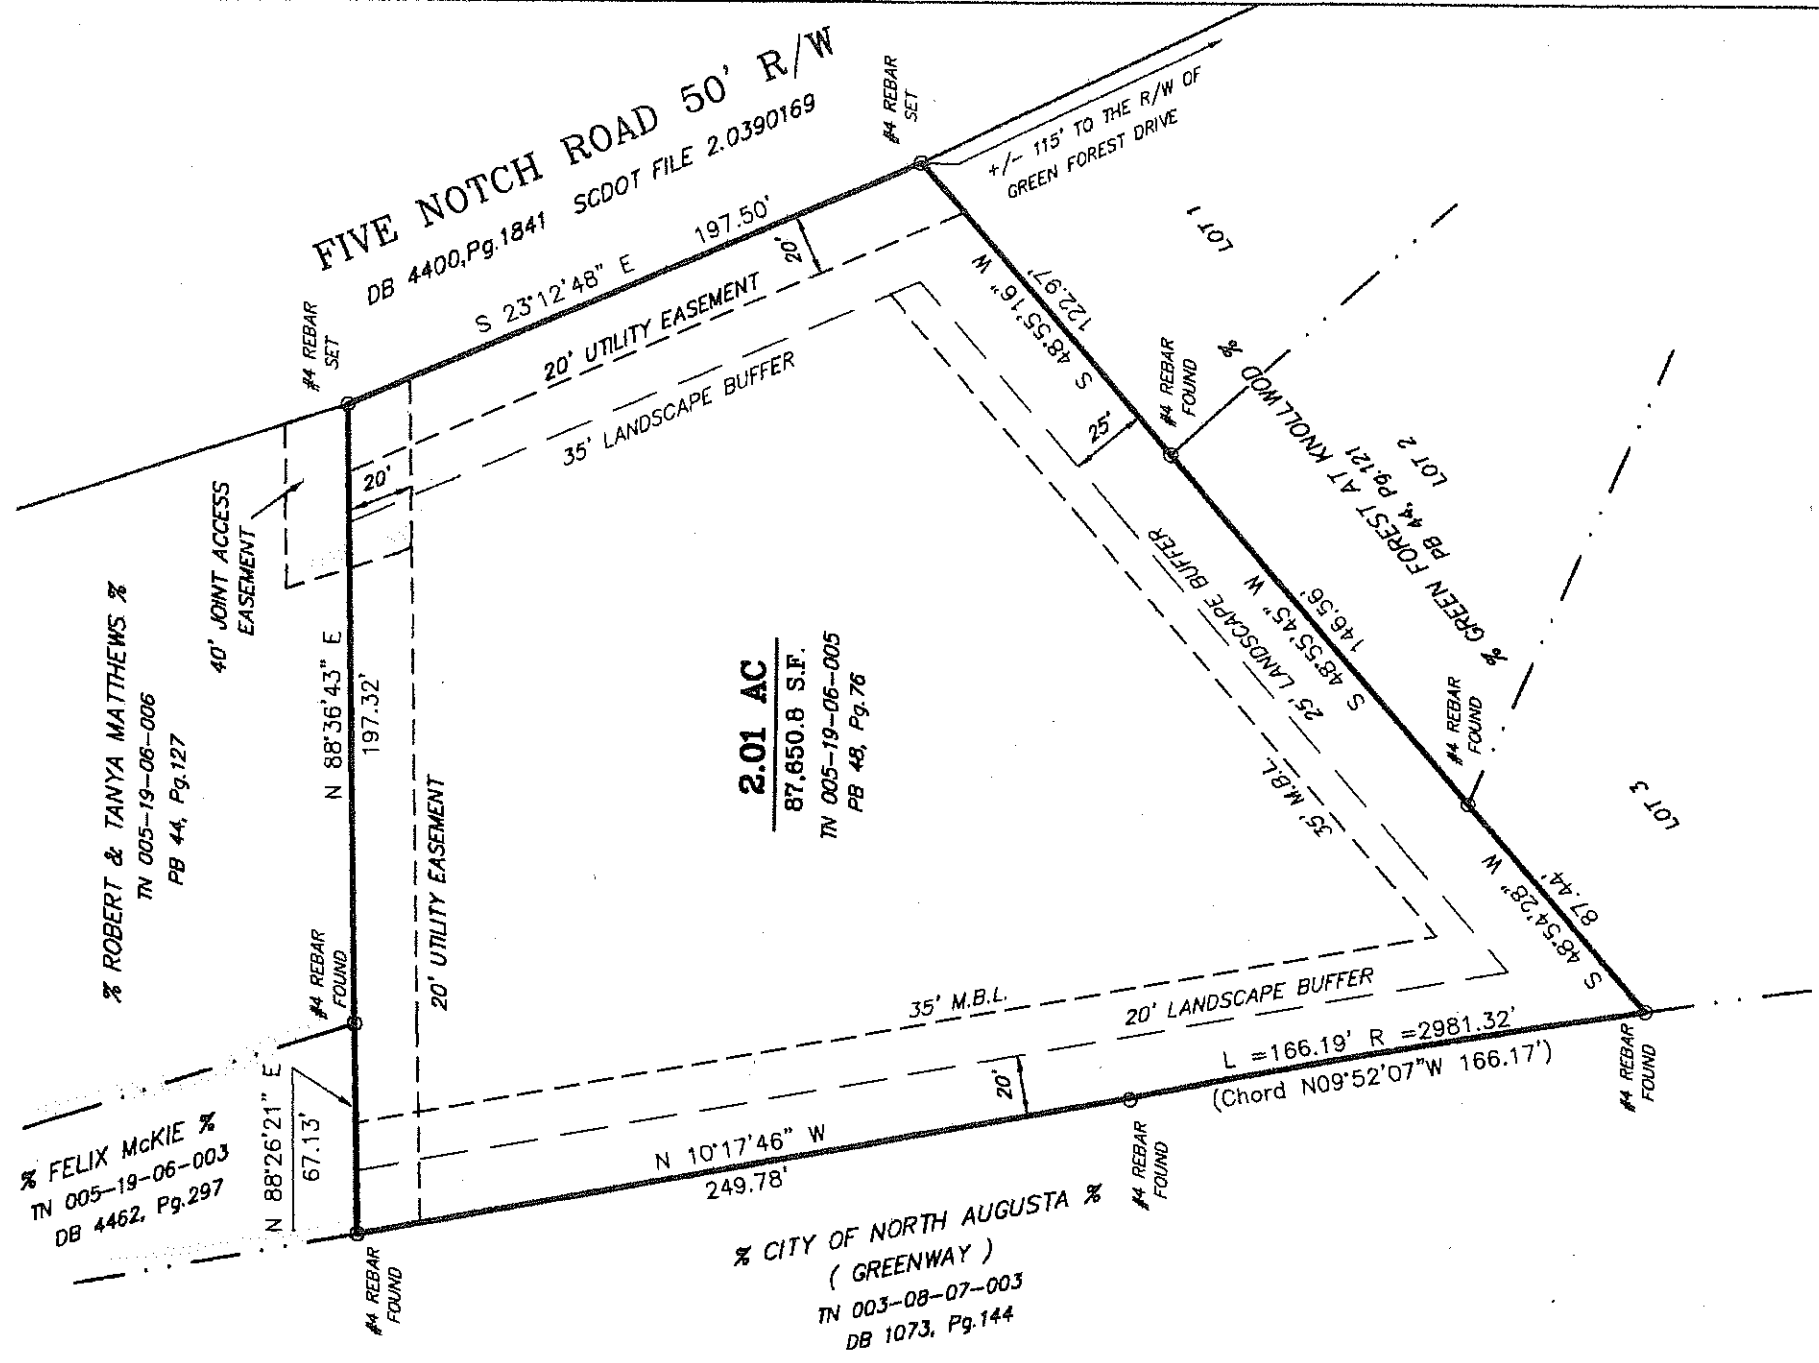 FIVE NOTCH ROAD 50' R/W
DB 4400,Pg.1841 SCDOT FILE 2.0390169
#4 REBAR
SET
+/- 115' TO THE R/W OF
GREEN FOREST DRIVE
#4 REBAR
SET
S 23°12'48" E 197.50'
20'
20' UTILITY EASEMENT
35' LANDSCAPE BUFFER
S 48°55'16" W
122.97'
LOT 1
#4 REBAR
FOUND
25'
% GREEN FOREST AT KNOLLWOD %
PB 44, Pg.121
LOT 2
20'
40' JOINT ACCESS
EASEMENT
% ROBERT & TANYA MATTHEWS %
TN 005-19-06-006
PB 44, Pg.127
N 88°36'43" E
197.32'
20' UTILITY EASEMENT
2.01 AC
87,650.8 S.F.
TN 005-19-06-005
PB 48, Pg.76
25' LANDSCAPE BUFFER
S 48°55'45" W
146.56'
35' M.B.L.
#4 REBAR
FOUND
LOT 3
S 48°54'28" W
87.44'
#4 REBAR
FOUND
35' M.B.L.
20' LANDSCAPE BUFFER
20'
L =166.19' R =2981.32'
(Chord N09°52'07"W 166.17')
#4 REBAR
FOUND
% FELIX McKIE %
TN 005-19-06-003
DB 4462, Pg.297
N 88°26'21" E
67.13'
N 10°17'46" W
249.78'
#4 REBAR
FOUND
#4 REBAR
FOUND
% CITY OF NORTH AUGUSTA %
( GREENWAY )
TN 003-08-07-003
DB 1073, Pg.144